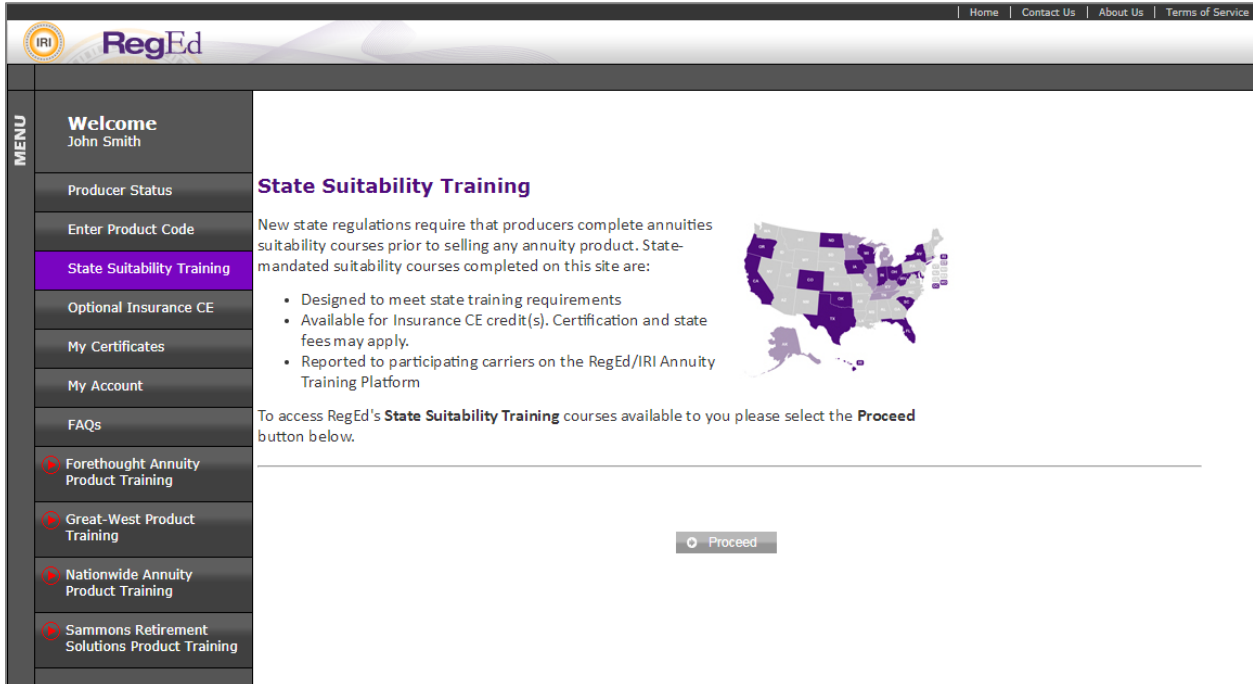 Home | Contact Us | About Us | Terms of Service
IRI RegEd
MENU
Welcome
John Smith
Producer Status
Enter Product Code
State Suitability Training
Optional Insurance CE
My Certificates
My Account
FAQs
Forethought Annuity
Product Training
Great-West Product
Training
Nationwide Annuity
Product Training
Sammons Retirement
Solutions Product Training
State Suitability Training
New state regulations require that producers complete annuities
suitability courses prior to selling any annuity product. State-
mandated suitability courses completed on this site are:
• Designed to meet state training requirements
• Available for Insurance CE credit(s). Certification and state
fees may apply.
• Reported to participating carriers on the RegEd/IRI Annuity
Training Platform
To access RegEd's State Suitability Training courses available to you please select the Proceed
button below.
Proceed